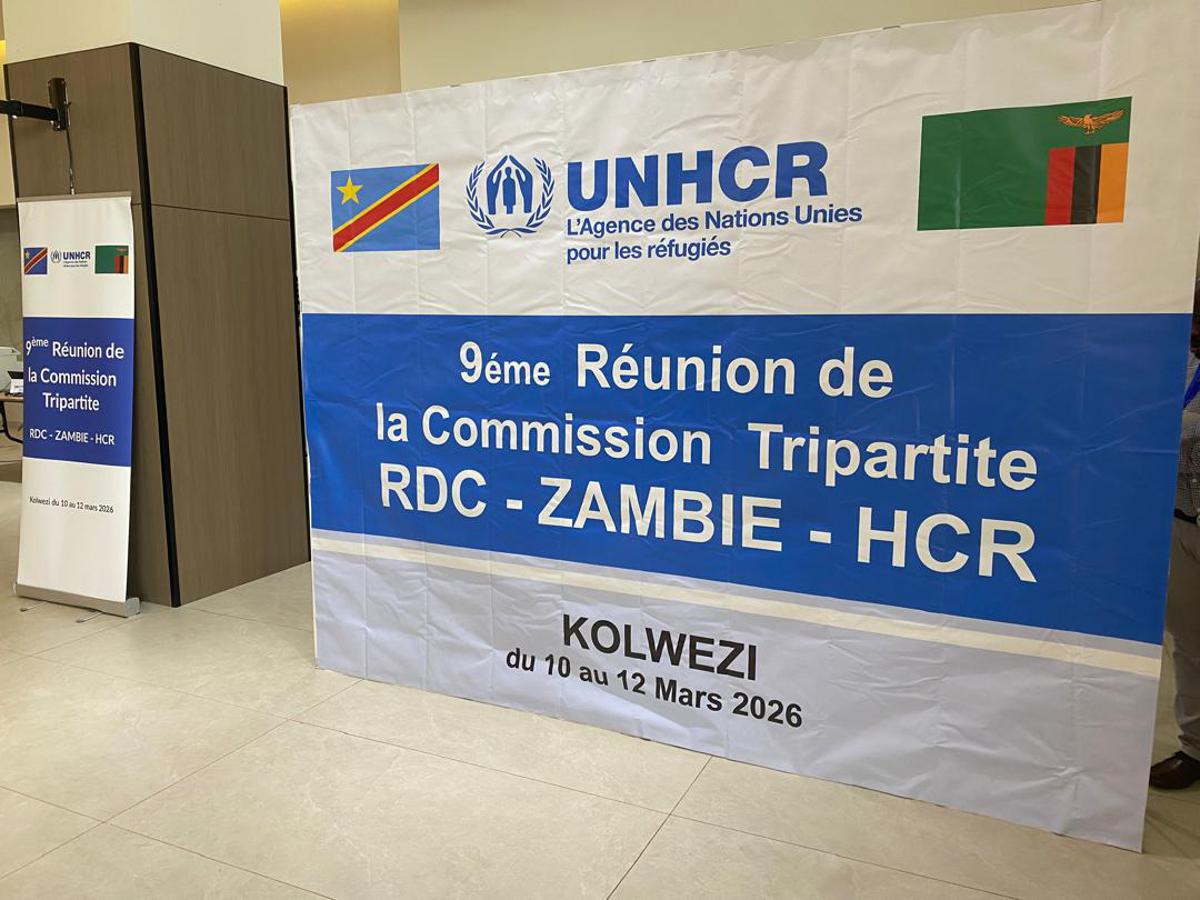 UNHCR
L'Agence des Nations Unies
pour les réfugiés
9éme Réunion de
la Commission Tripartite
RDC - ZAMBIE - HCR
KOLWEZI
du 10 au 12 Mars 2026
UNHCR
9ème Réunion de
la Commission
Tripartite
RDC - ZAMBIE - HCR
Kolwezi du 10 au 12 mars 2026